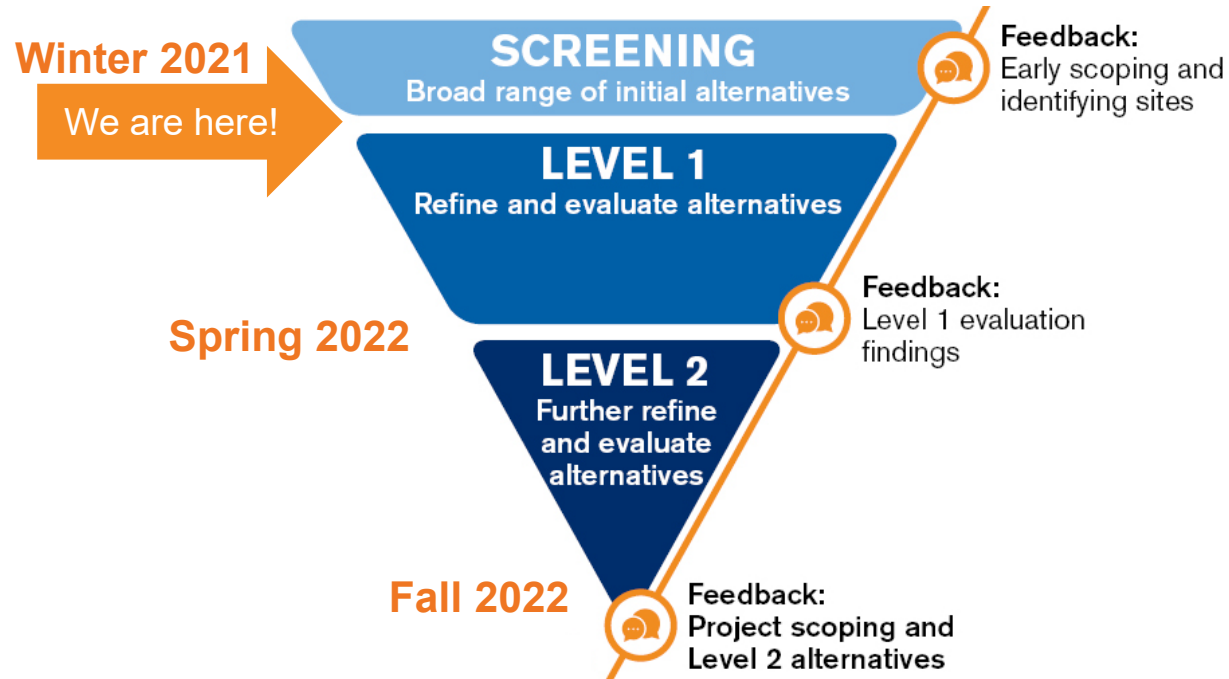 Winter 2021
We are here!
SCREENING
Broad range of initial alternatives
Feedback:
Early scoping and
identifying sites
LEVEL 1
Refine and evaluate alternatives
Feedback:
Level 1 evaluation
findings
Spring 2022
LEVEL 2
Further refine
and evaluate
alternatives
Fall 2022
Feedback:
Project scoping and
Level 2 alternatives